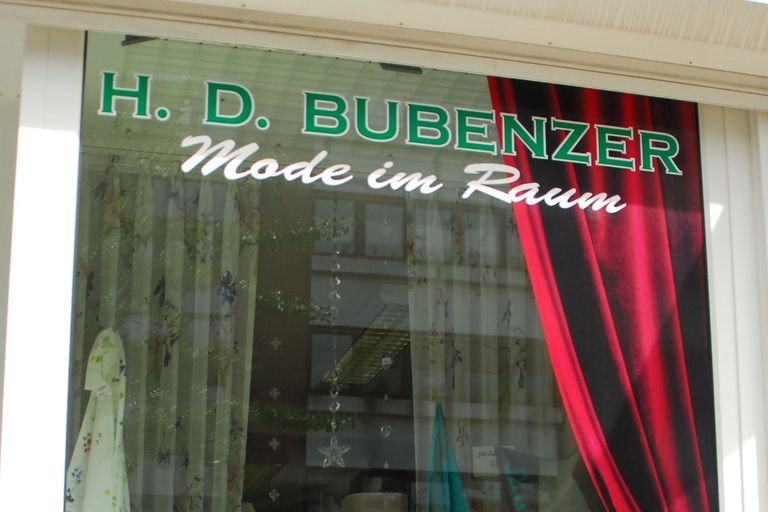 H. D. BUBENZER
Mode im Raum